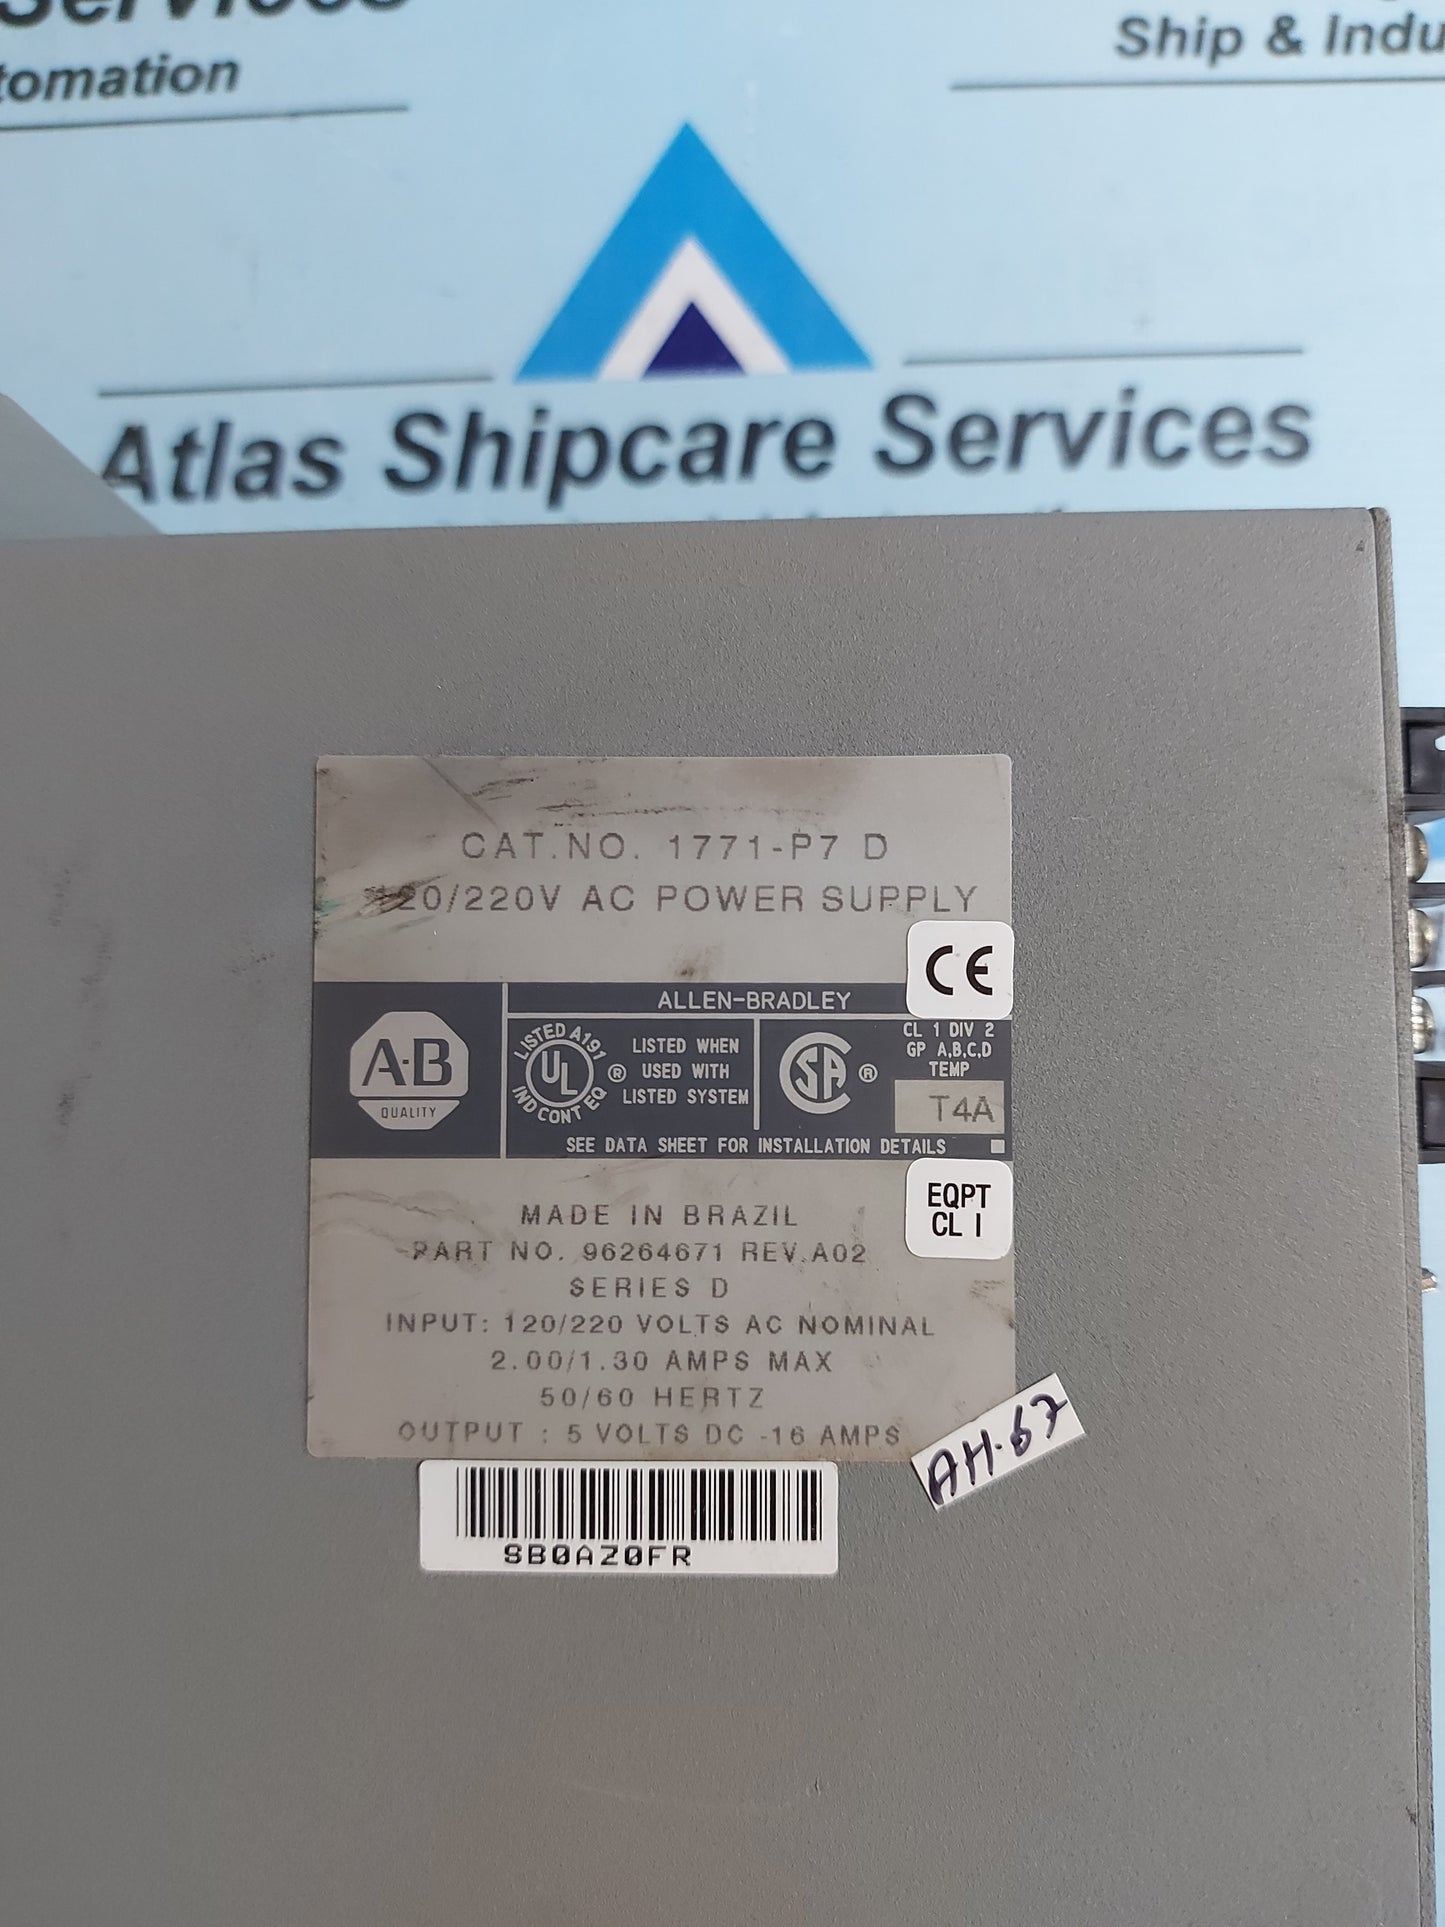 Services
tomation
Ship & Indu
Atlas Shipcare Services
CAT.NO. 1771-P7 D
20/220V AC POWER SUPPLY
CE
ALLEN-BRADLEY
A·B
QUALITY
LISTED A191
UL
IND CONT EQ
®
LISTED WHEN
USED WITH
LISTED SYSTEM
SA
®
CL 1 DIV 2
GP A,B,C,D
TEMP
T4A
SEE DATA SHEET FOR INSTALLATION DETAILS
EQPT
CL I
MADE IN BRAZIL
PART NO. 96264671 REV.A02
SERIES D
INPUT: 120/220 VOLTS AC NOMINAL
2.00/1.30 AMPS MAX
50/60 HERTZ
OUTPUT : 5 VOLTS DC -16 AMPS
AH-67
SB0AZ0FR